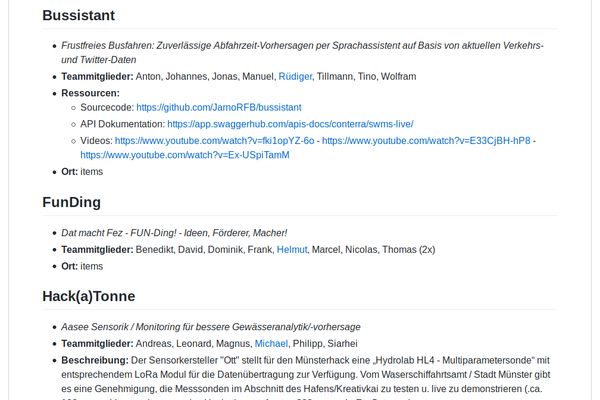 Bussistant
Frustfreies Busfahren: Zuverlässige Abfahrzeit-Vorhersagen per Sprachassistent auf Basis von aktuellen Verkehrs-
und Twitter-Daten
Teammitglieder: Anton, Johannes, Jonas, Manuel, Rüdiger, Tillmann, Tino, Wolfram
Ressourcen:
Sourcecode: https://github.com/JarnoRFB/bussistant
API Dokumentation: https://app.swaggerhub.com/apis-docs/conterra/swms-live/
Videos: https://www.youtube.com/watch?v=fki1opYZ-6o - https://www.youtube.com/watch?v=E33CjBH-hP8 -
https://www.youtube.com/watch?v=Ex-USpiTamM
Ort: items
FunDing
Dat macht Fez - FUN-Ding! - Ideen, Förderer, Macher!
Teammitglieder: Benedikt, David, Dominik, Frank, Helmut, Marcel, Nicolas, Thomas (2x)
Ort: items
Hack(a)Tonne
Aasee Sensorik / Monitoring für bessere Gewässeranalytik/-vorhersage
Teammitglieder: Andreas, Leonard, Magnus, Michael, Philipp, Siarhei
Beschreibung: Der Sensorkersteller "Ott" stellt für den Münsterhack eine „Hydrolab HL4 - Multiparametersonde“ mit
entsprechendem LoRa Modul für die Datenübertragung zur Verfügung. Vom Waserschiffahrtsamt / Stadt Münster gibt
es eine Genehmigung, die Messsonden im Abschnitt des Hafens/Kreativkai zu testen u. live zu demonstrieren (.ca.